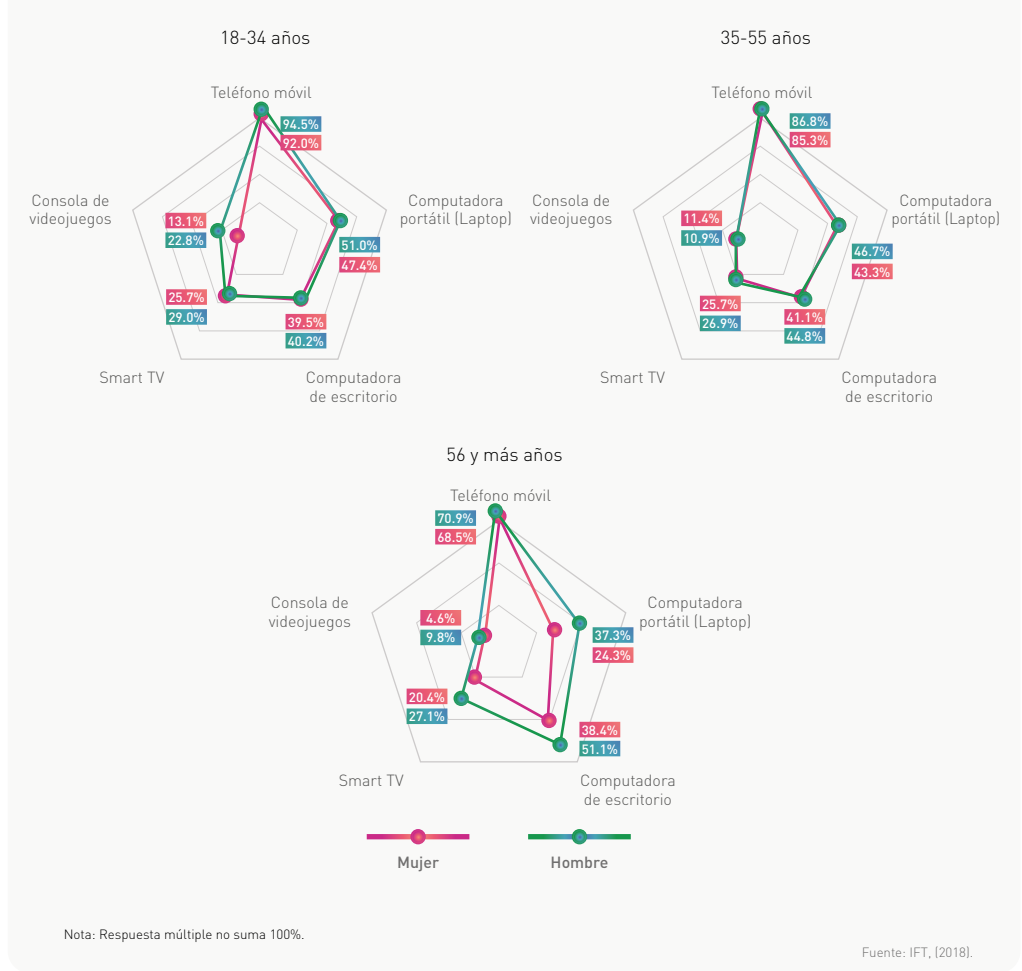 18-34 años
Teléfono móvil
94.5%
92.0%
Computadora
portátil (Laptop)
51.0%
47.4%
39.5%
40.2%
Computadora
de escritorio
Smart TV
25.7%
29.0%
Consola de
videojuegos
13.1%
22.8%
35-55 años
Teléfono móvil
86.8%
85.3%
Computadora
portátil (Laptop)
46.7%
43.3%
41.1%
44.8%
Computadora
de escritorio
Smart TV
25.7%
26.9%
Consola de
videojuegos
11.4%
10.9%
56 y más años
Teléfono móvil
70.9%
68.5%
Computadora
portátil (Laptop)
37.3%
24.3%
38.4%
51.1%
Computadora
de escritorio
Smart TV
20.4%
27.1%
Consola de
videojuegos
4.6%
9.8%
Mujer
Hombre
Nota: Respuesta múltiple no suma 100%.
Fuente: IFT, (2018).